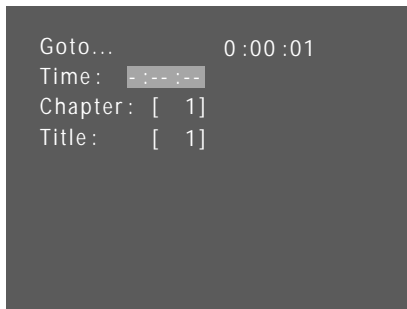 Goto... 0:00:01
Time: -:--:--
Chapter: [ 1]
Title: [ 1]